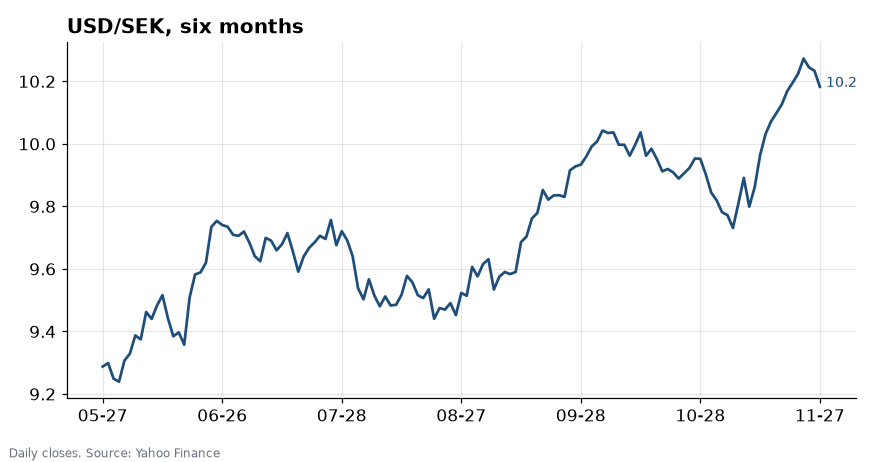 USD/SEK, six months
10.2
10.2
10.0
9.8
9.6
9.4
9.2
05-27 06-26 07-28 08-27 09-28 10-28 11-27
Daily closes. Source: Yahoo Finance